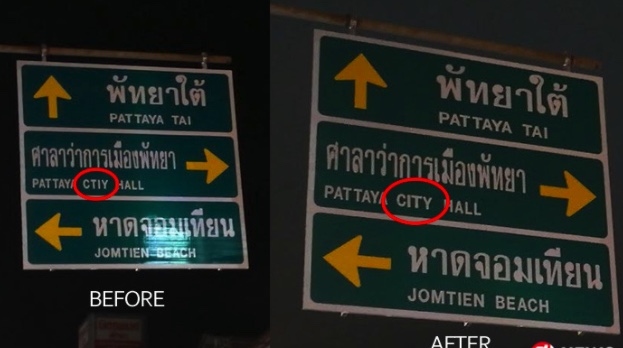 พัทยาใต้
PATTAYA TAI
ศาลาว่าการเมืองพัทยา
PATTAYA CTIY HALL
หาดจอมเทียน
JOMTIEN BEACH
BEFORE
พัทยาใต้
PATTAYA TAI
ศาลาว่าการเมืองพัทยา
PATTAYA CITY HALL
หาดจอมเทียน
JOMTIEN BEACH
AFTER
NEWS